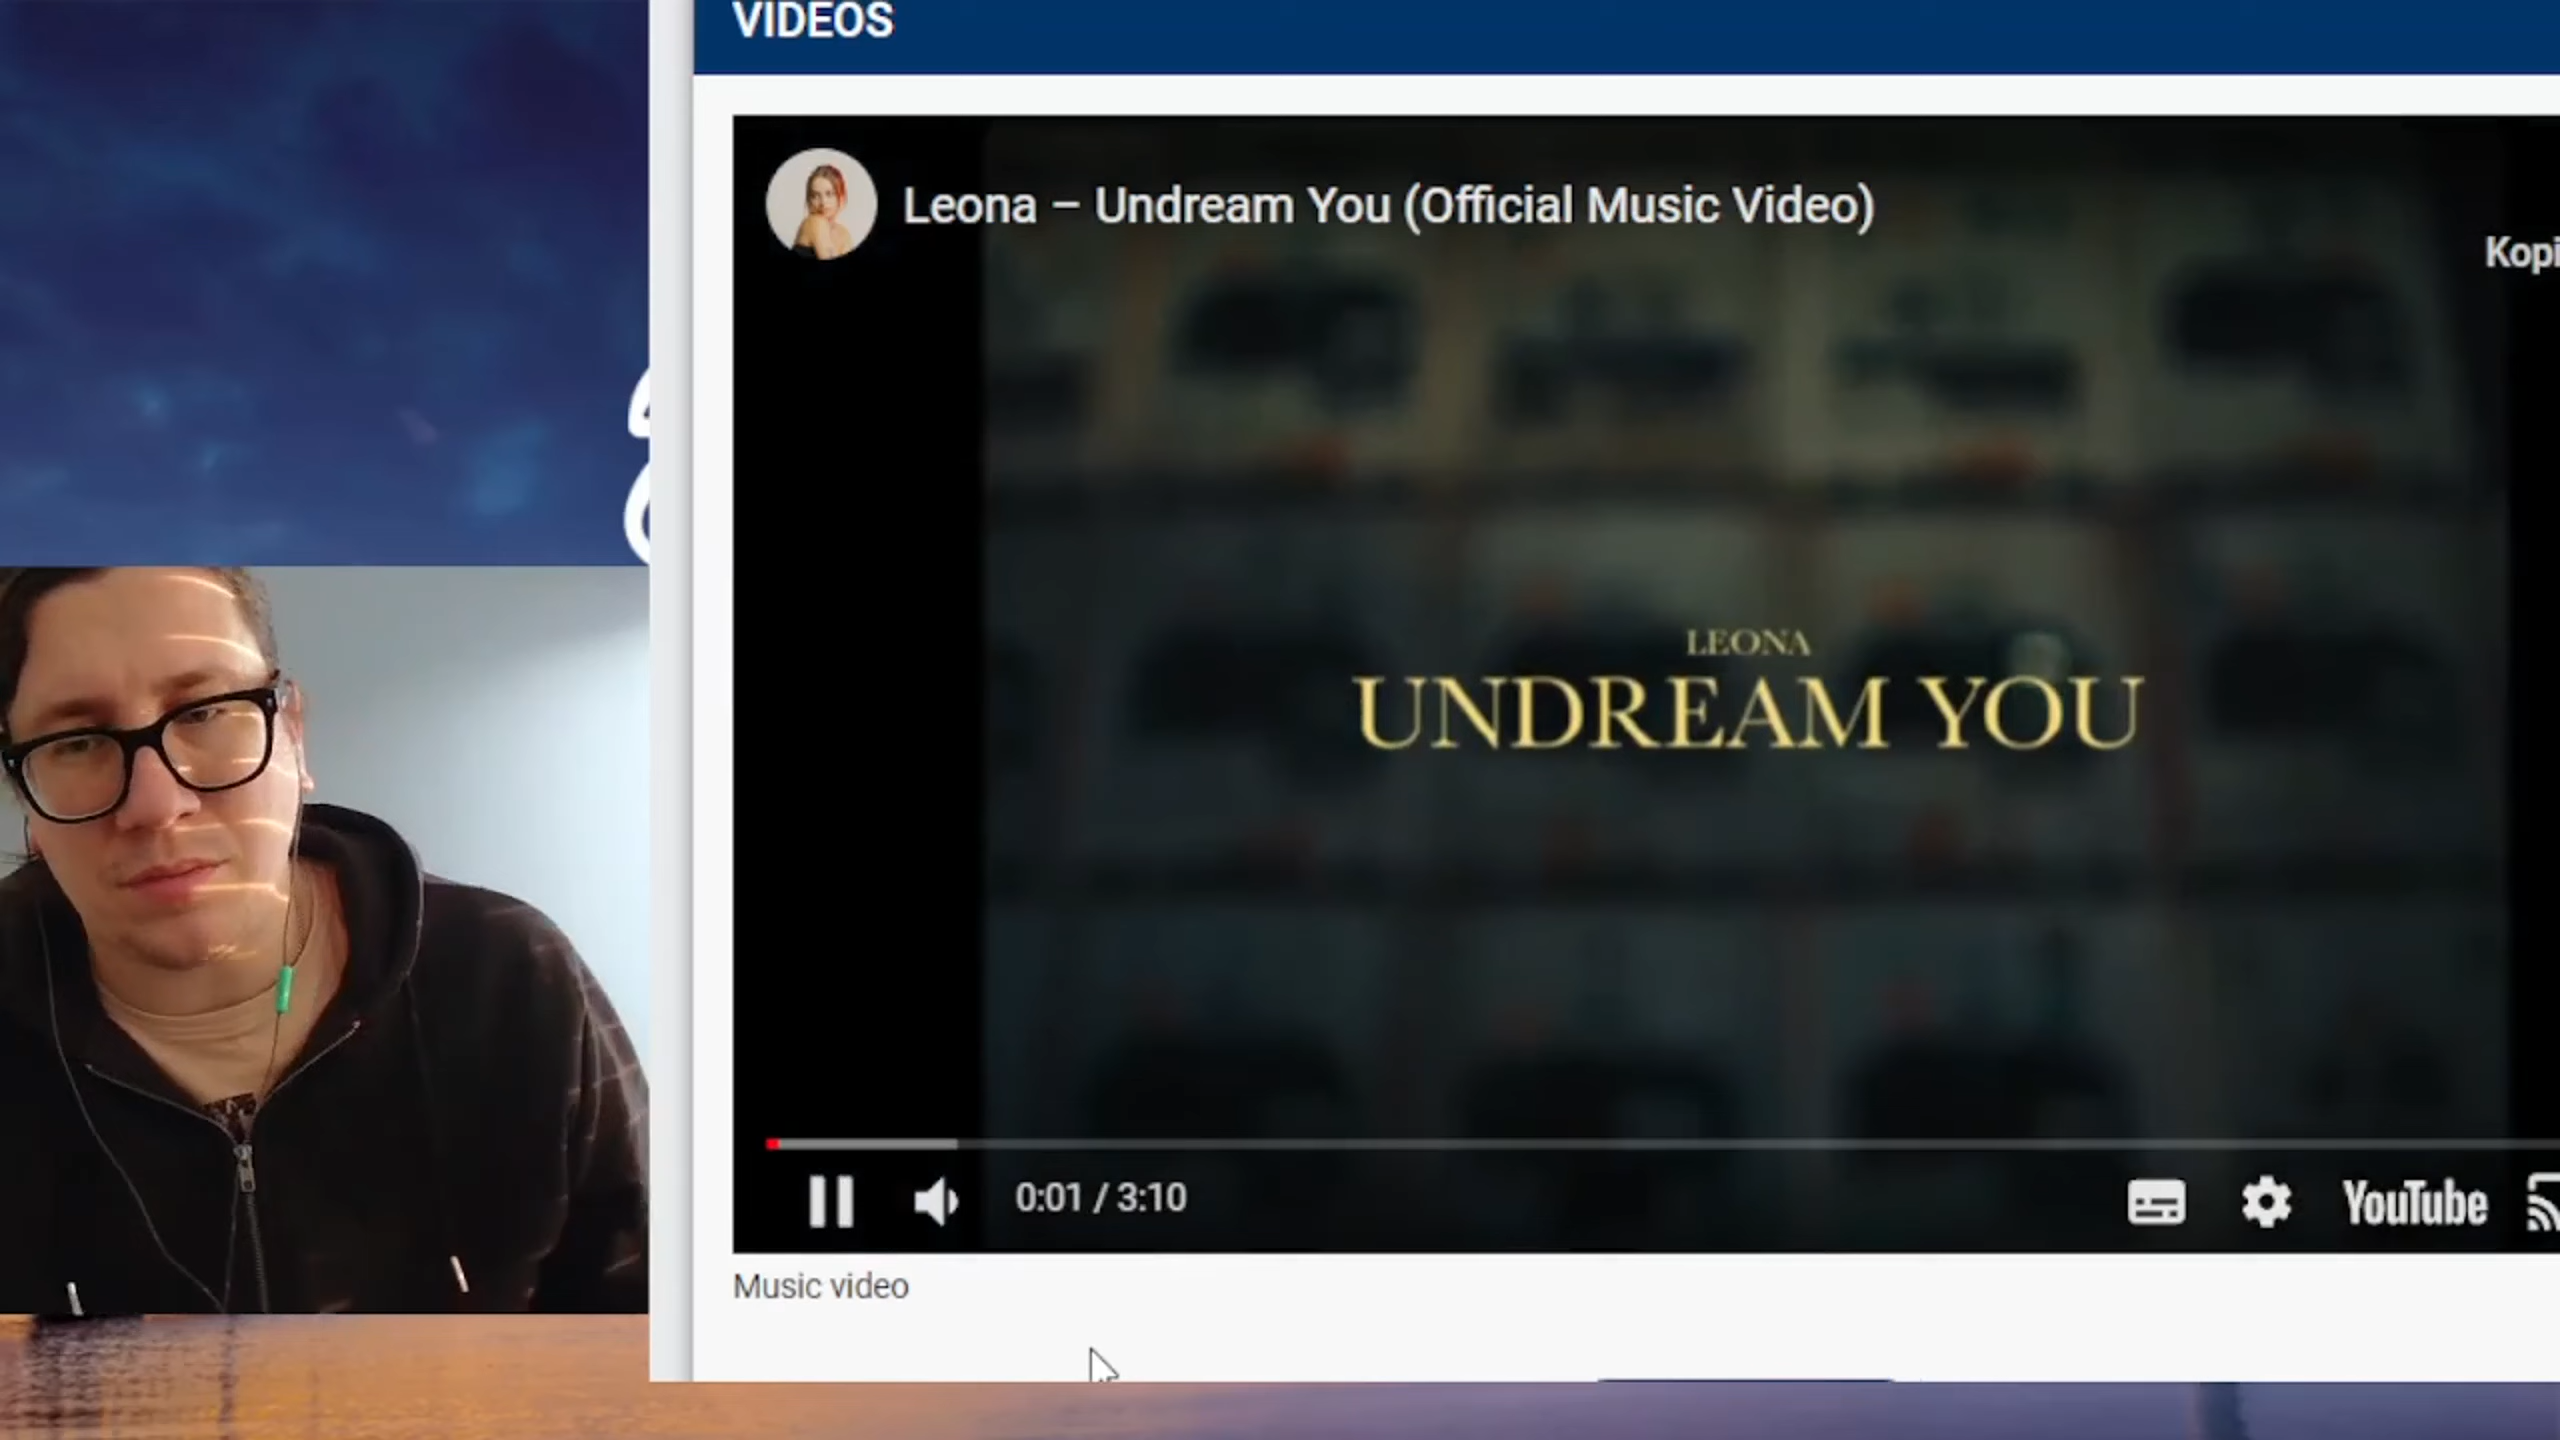 VIDEOS
Leona – Undream You (Official Music Video)
Kopi
LEONA
UNDREAM YOU
0:01 / 3:10
YouTube
Music video